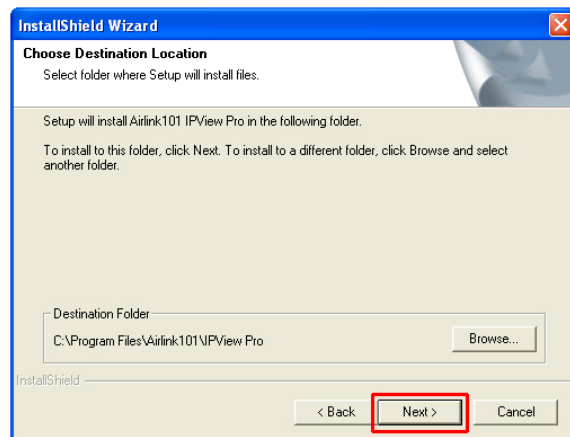 InstallShield Wizard
Choose Destination Location
Select folder where Setup will install files.
Setup will install Airlink101 IPView Pro in the following folder.
To install to this folder, click Next. To install to a different folder, click Browse and select
another folder.
Destination Folder
C:\Program Files\Airlink101\IPView Pro
Browse...
InstallShield
< Back
Next >
Cancel